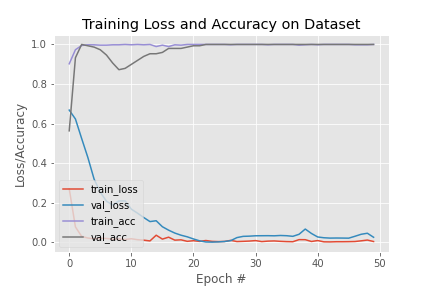 Training Loss and Accuracy on Dataset
Loss/Accuracy
1.0
0.8
0.6
0.4
0.2
0.0
train_loss
val_loss
train_acc
val_acc
0 10 20 30 40 50
Epoch #